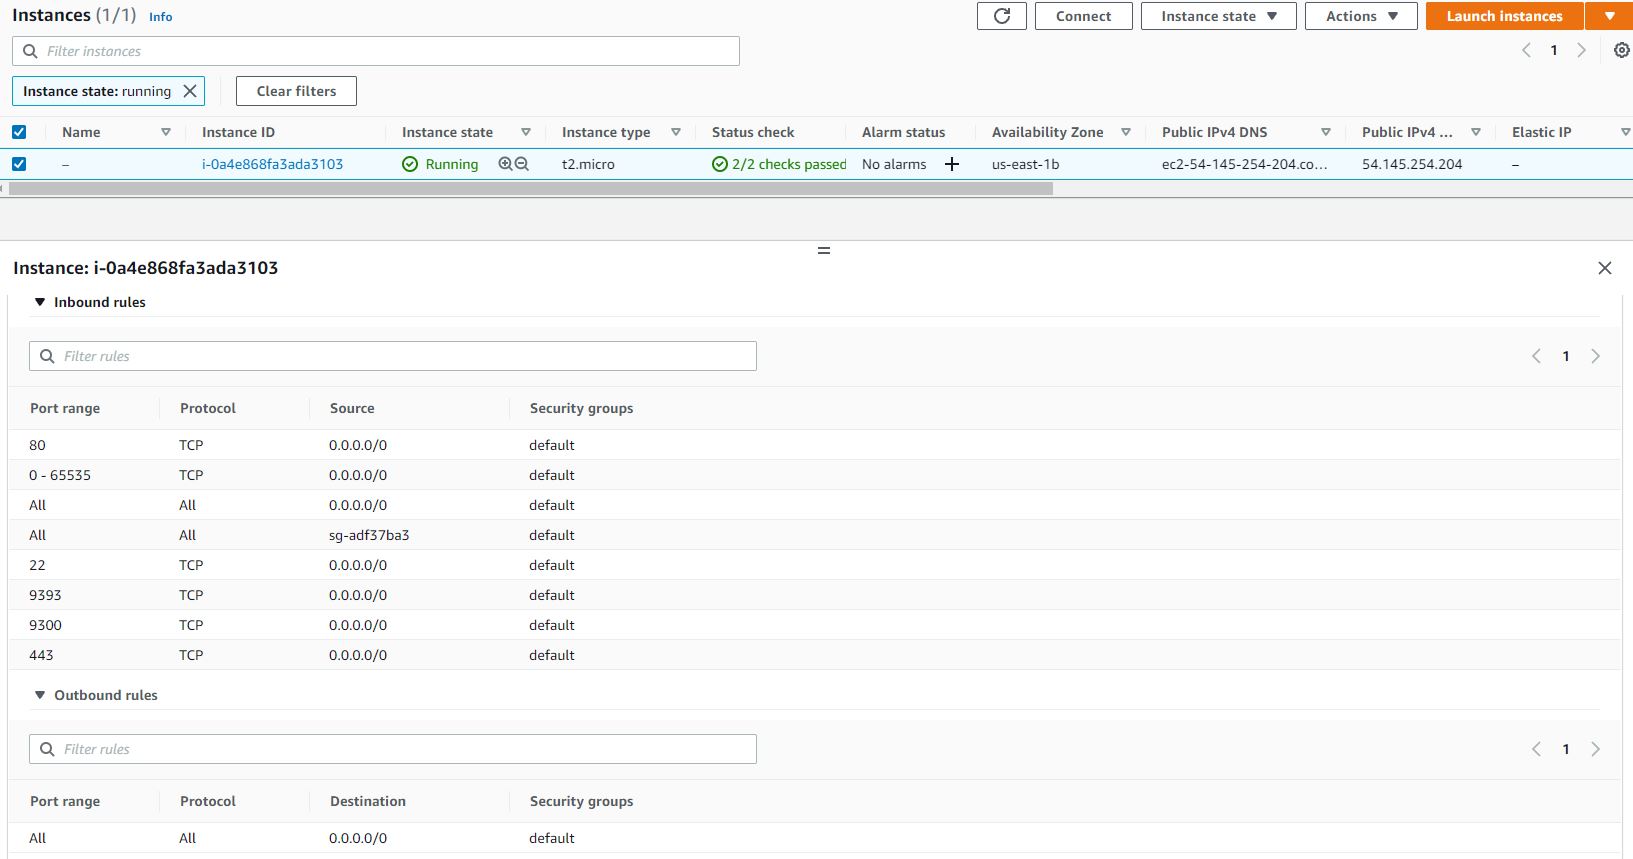 Instances (1/1) Info
Connect Instance state Actions Launch instances
Filter instances
1
Instance state: running Clear filters
Name Instance ID Instance state Instance type Status check Alarm status Availability Zone Public IPv4 DNS Public IPv4 ... Elastic IP
– i-0a4e868fa3ada3103 Running t2.micro 2/2 checks passed No alarms + us-east-1b ec2-54-145-254-204.co... 54.145.254.204 –
Instance: i-0a4e868fa3ada3103
Inbound rules
Filter rules
1
Port range Protocol Source Security groups
80 TCP 0.0.0.0/0 default
0 - 65535 TCP 0.0.0.0/0 default
All All 0.0.0.0/0 default
All All sg-adf37ba3 default
22 TCP 0.0.0.0/0 default
9393 TCP 0.0.0.0/0 default
9300 TCP 0.0.0.0/0 default
443 TCP 0.0.0.0/0 default
Outbound rules
Filter rules
1
Port range Protocol Destination Security groups
All All 0.0.0.0/0 default